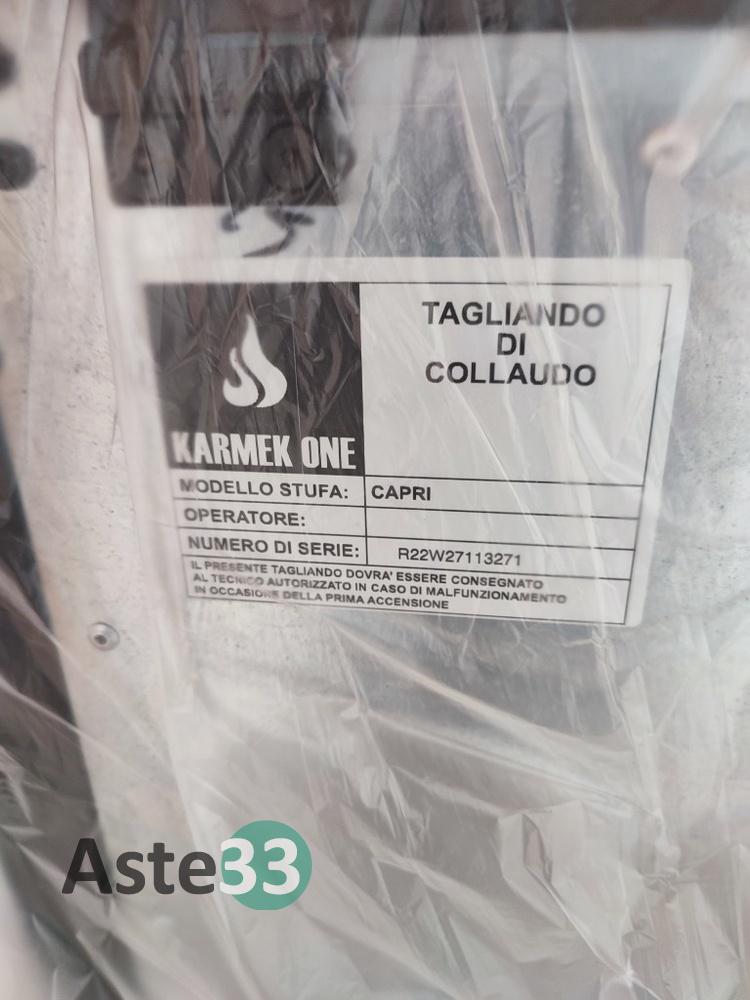 TAGLIANDO
DI
COLLAUDO
KARMEK ONE
MODELLO STUFA: CAPRI
OPERATORE:
NUMERO DI SERIE: R22W27113271
IL PRESENTE TAGLIANDO DOVRA' ESSERE CONSEGNATO
AL TECNICO AUTORIZZATO IN CASO DI MALFUNZIONAMENTO
IN OCCASIONE DELLA PRIMA ACCENSIONE
Aste33